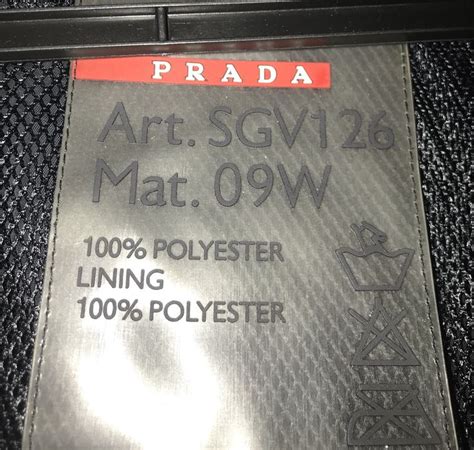 PRADA
Art. SGV126
Mat. 09W
100% POLYESTER
LINING
100% POLYESTER